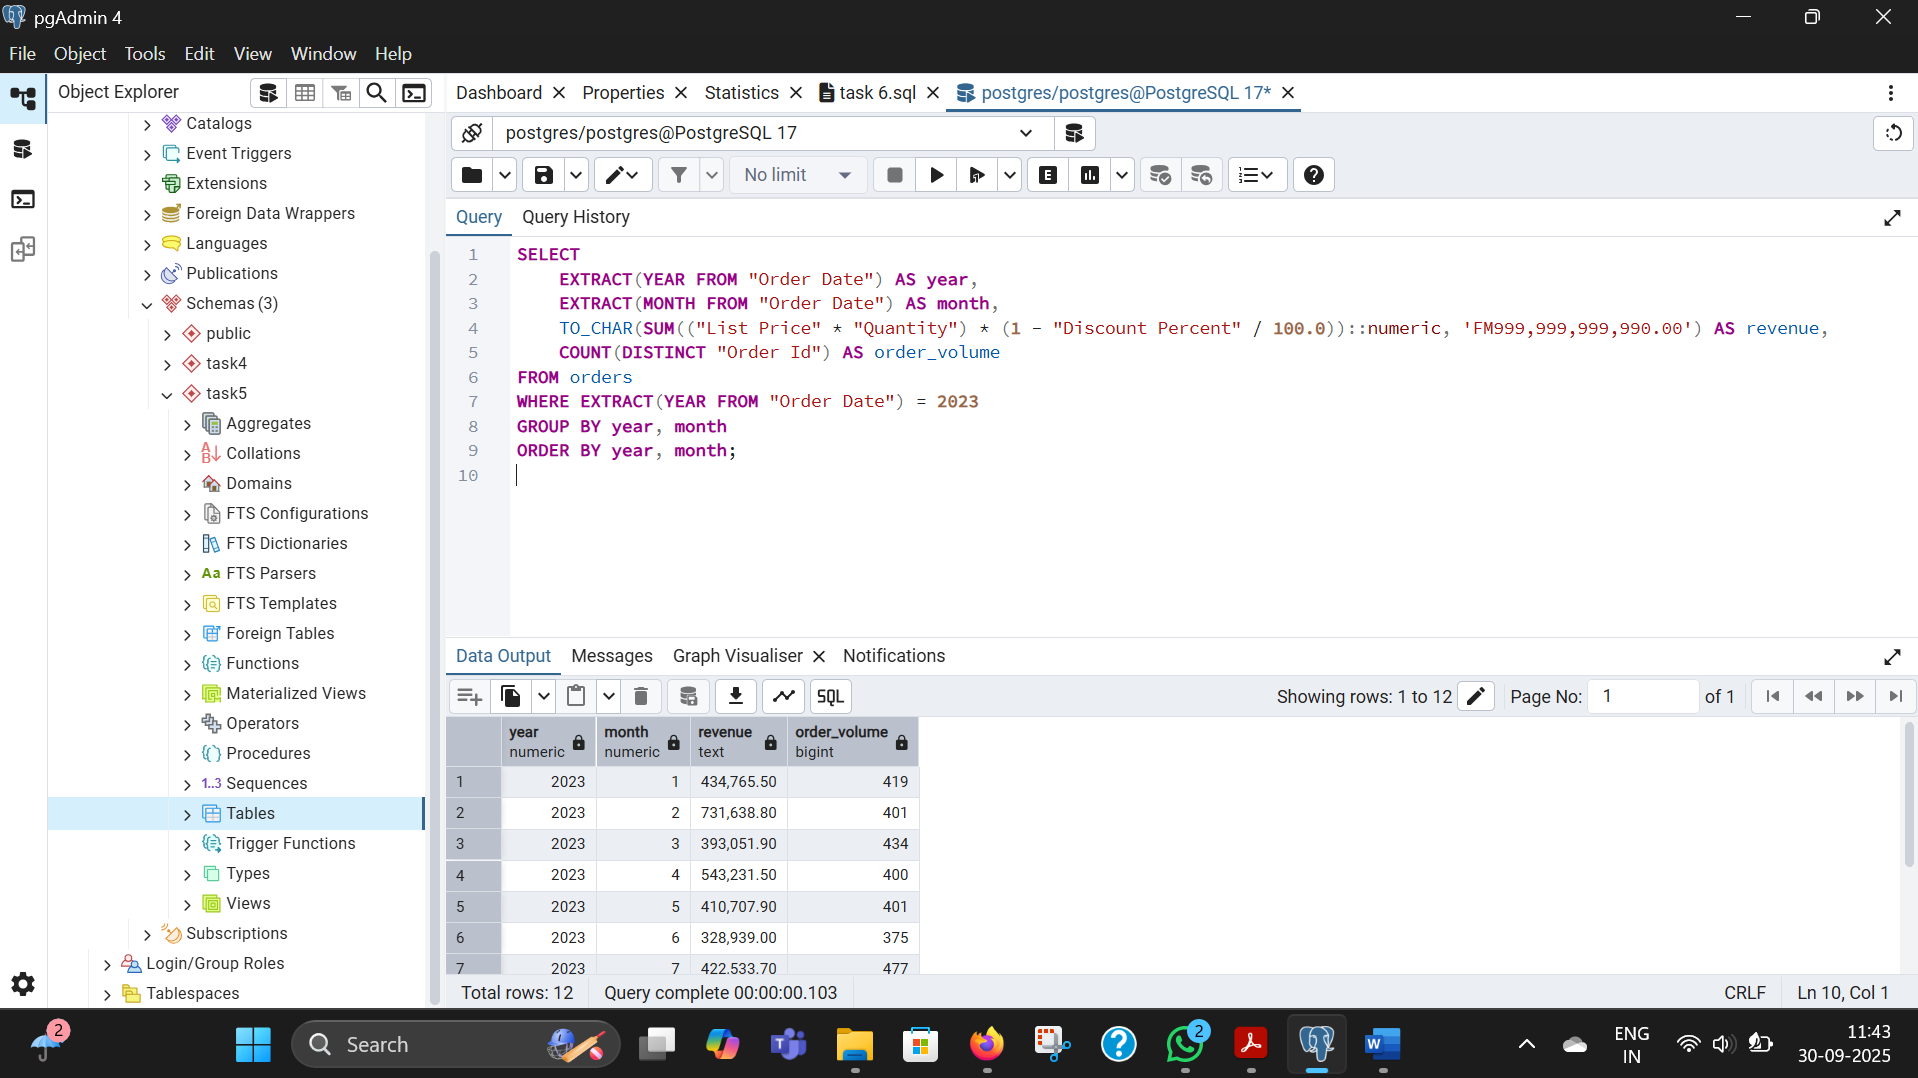 pgAdmin 4
File Object Tools Edit View Window Help
Object Explorer
Dashboard Properties Statistics task 6.sql postgres/postgres@PostgreSQL 17*
postgres/postgres@PostgreSQL 17
No limit
E
Query Query History
Catalogs
Event Triggers
Extensions
Foreign Data Wrappers
Languages
Publications
Schemas (3)
public
task4
task5
Aggregates
Collations
Domains
FTS Configurations
FTS Dictionaries
Aa FTS Parsers
FTS Templates
Foreign Tables
Functions
Materialized Views
Operators
Procedures
1..3 Sequences
Tables
Trigger Functions
Types
Views
Subscriptions
Login/Group Roles
Tablespaces
1 SELECT
2 EXTRACT(YEAR FROM "Order Date") AS year,
3 EXTRACT(MONTH FROM "Order Date") AS month,
4 TO_CHAR(SUM(("List Price" * "Quantity") * (1 - "Discount Percent" / 100.0))::numeric, 'FM999,999,999,990.00') AS revenue,
5 COUNT(DISTINCT "Order Id") AS order_volume
6 FROM orders
7 WHERE EXTRACT(YEAR FROM "Order Date") = 2023
8 GROUP BY year, month
9 ORDER BY year, month;
10
Data Output Messages Graph Visualiser Notifications
SQL Showing rows: 1 to 12 Page No: 1 of 1
year month revenue order_volume
numeric numeric text bigint
1 2023 1 434,765.50 419
2 2023 2 731,638.80 401
3 2023 3 393,051.90 434
4 2023 4 543,231.50 400
5 2023 5 410,707.90 401
6 2023 6 328,939.00 375
7 2023 7 422,533.70 477
Total rows: 12 Query complete 00:00:00.103 CRLF Ln 10, Col 1
2 Search 2 ENG IN 11:43
30-09-2025